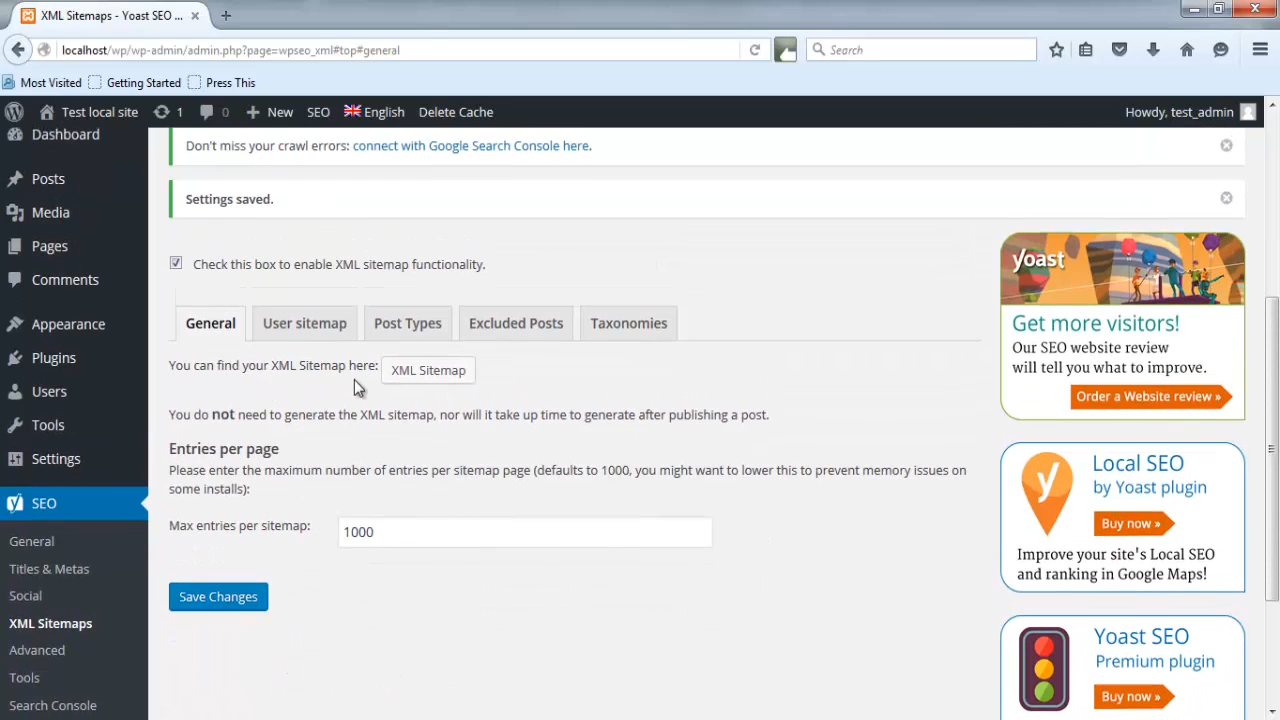 XML Sitemaps - Yoast SEO ...
localhost/wp/wp-admin/admin.php?page=wpseo_xml#top#general
Search
Most Visited
Getting Started
Press This
Test local site
1
0
New
SEO
English
Delete Cache
Howdy, test_admin
Dashboard
Posts
Media
Pages
Comments
Appearance
Plugins
Users
Tools
Settings
SEO
General
Titles & Metas
Social
XML Sitemaps
Advanced
Tools
Search Console
Don't miss your crawl errors: connect with Google Search Console here.
Settings saved.
Check this box to enable XML sitemap functionality.
General
User sitemap
Post Types
Excluded Posts
Taxonomies
You can find your XML Sitemap here:
XML Sitemap
You do not need to generate the XML sitemap, nor will it take up time to generate after publishing a post.
Entries per page
Please enter the maximum number of entries per sitemap page (defaults to 1000, you might want to lower this to prevent memory issues on
some installs):
Max entries per sitemap:
1000
Save Changes
yoast
Get more visitors!
Our SEO website review
will tell you what to improve.
Order a Website review »
Local SEO
by Yoast plugin
Buy now »
Improve your site's Local SEO
and ranking in Google Maps!
Yoast SEO
Premium plugin
Buy now »